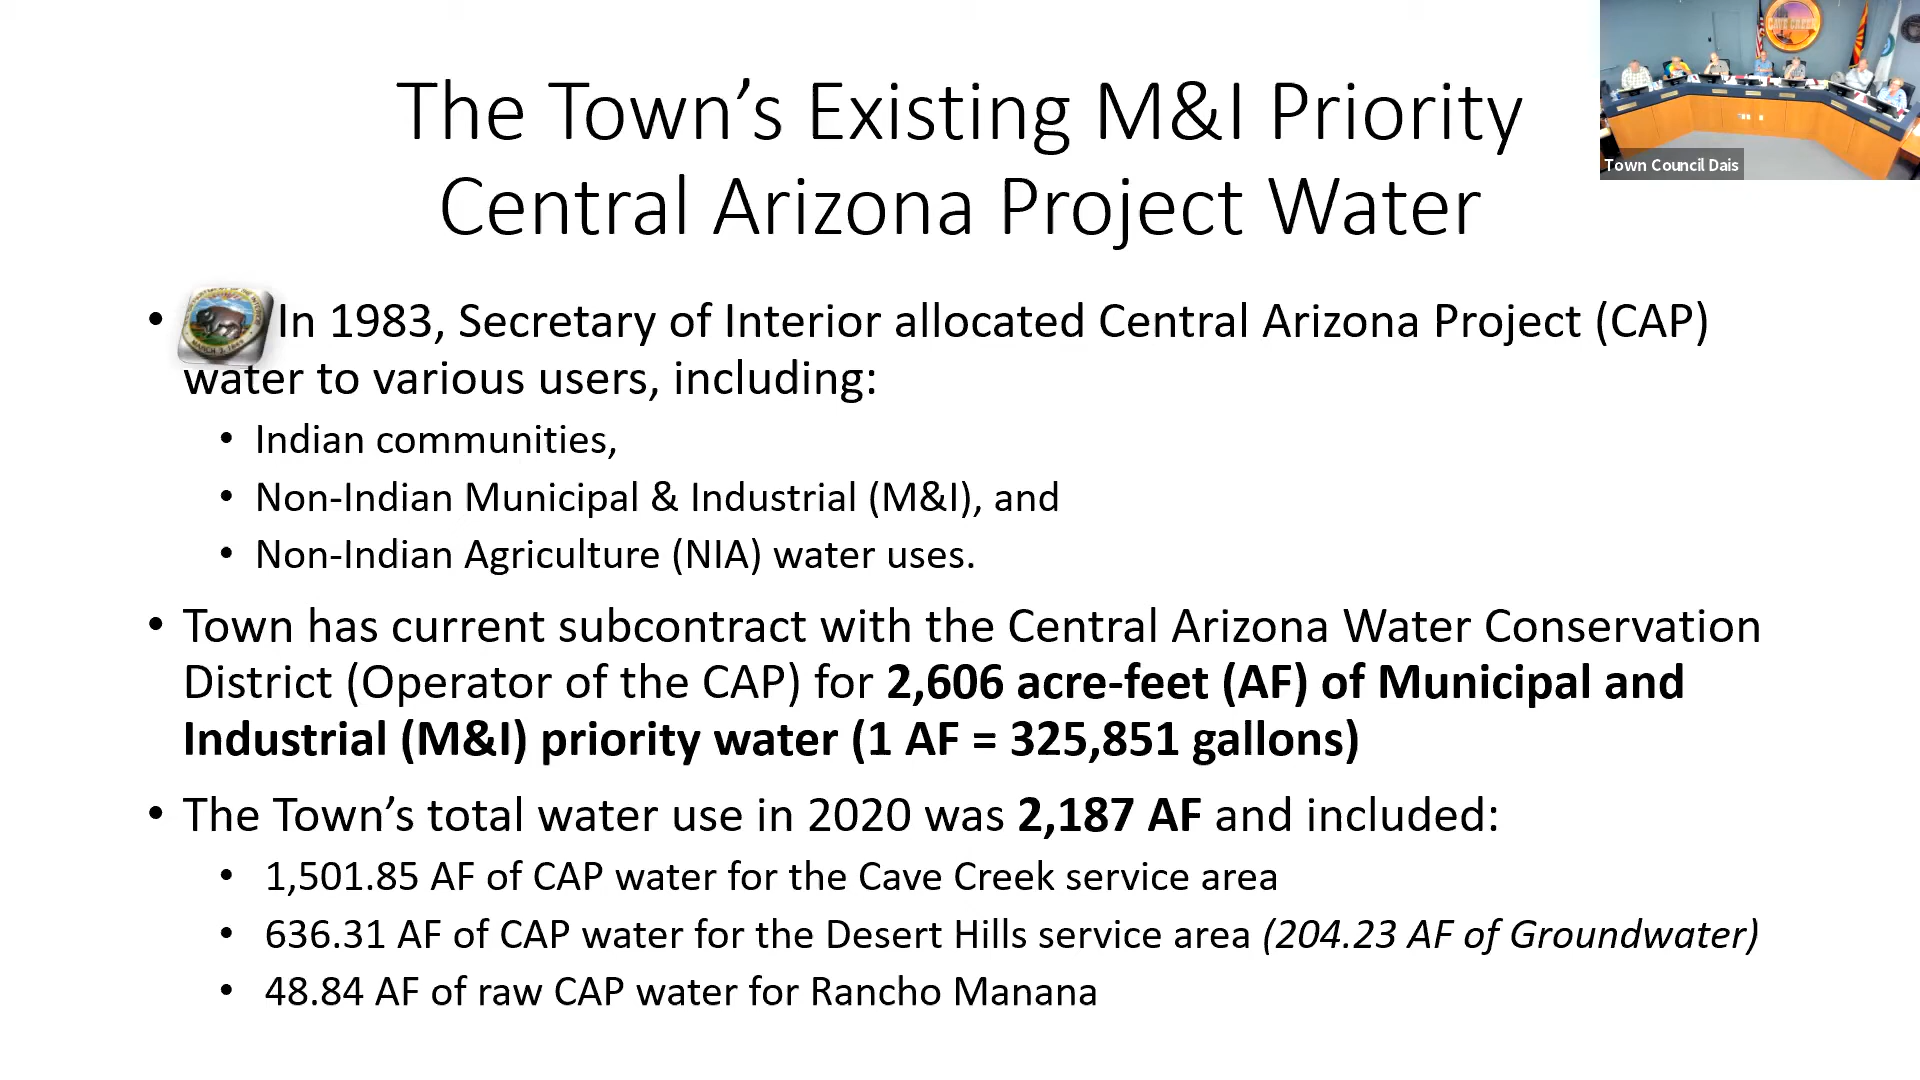 The Town’s Existing M&I Priority
Central Arizona Project Water
CAVE CREEK
Town Council Dais
• In 1983, Secretary of Interior allocated Central Arizona Project (CAP)
water to various users, including:
MARCH 3, 1849
• Indian communities,
• Non-Indian Municipal & Industrial (M&I), and
• Non-Indian Agriculture (NIA) water uses.
• Town has current subcontract with the Central Arizona Water Conservation
District (Operator of the CAP) for 2,606 acre-feet (AF) of Municipal and
Industrial (M&I) priority water (1 AF = 325,851 gallons)
• The Town’s total water use in 2020 was 2,187 AF and included:
• 1,501.85 AF of CAP water for the Cave Creek service area
• 636.31 AF of CAP water for the Desert Hills service area (204.23 AF of Groundwater)
• 48.84 AF of raw CAP water for Rancho Manana